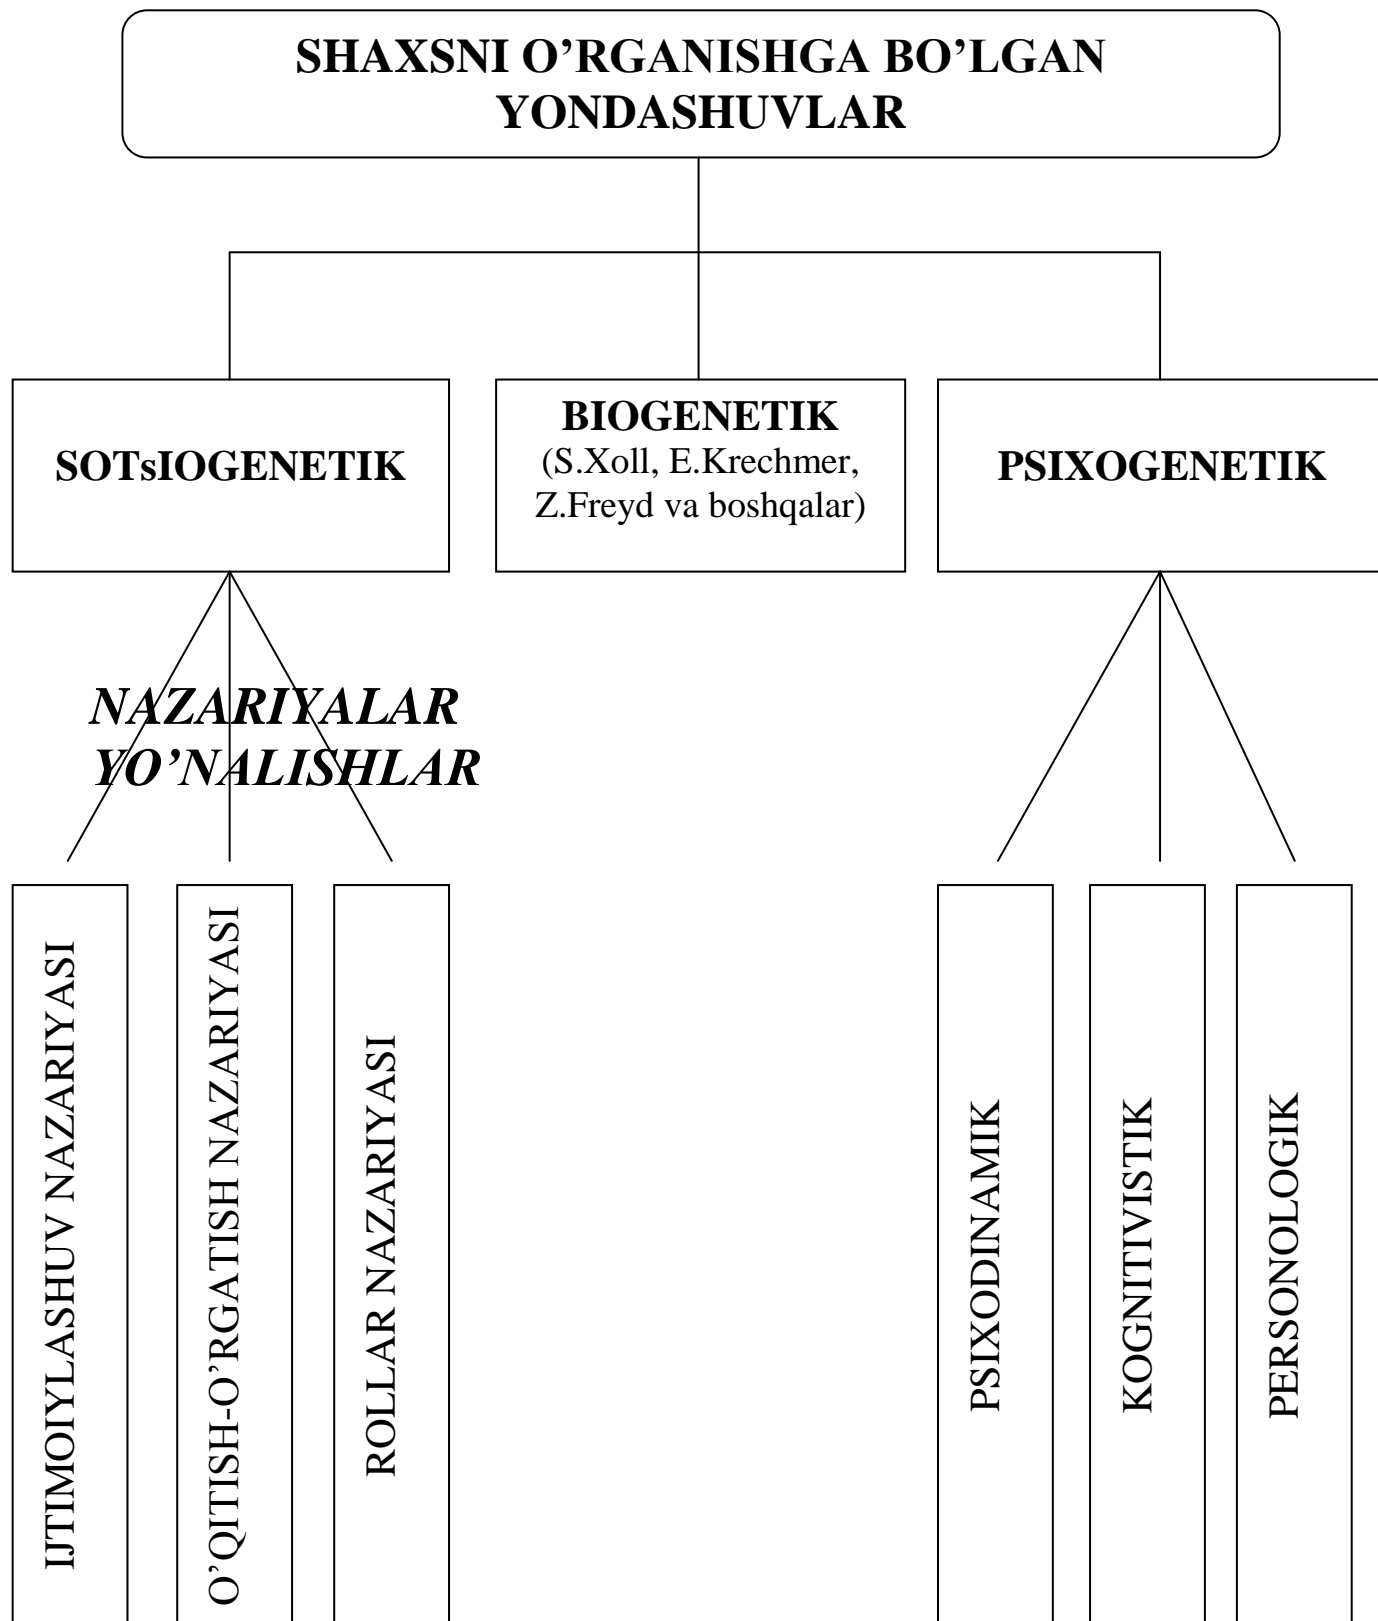 SHAXSNI O’RGANISHGA BO’LGAN
YONDASHUVLAR
SOTsIOGENETIK
BIOGENETIK
(S.Xoll, E.Krechmer,
Z.Freyd va boshqalar)
PSIXOGENETIK
NAZARIYALAR
YO’NALISHLAR
IJTIMOIYLASHUV NAZARIYASI
O’QITISH-O’RGATISH NAZARIYASI
ROLLAR NAZARIYASI
PSIXODINAMIK
KOGNITIVISTIK
PERSONOLOGIK